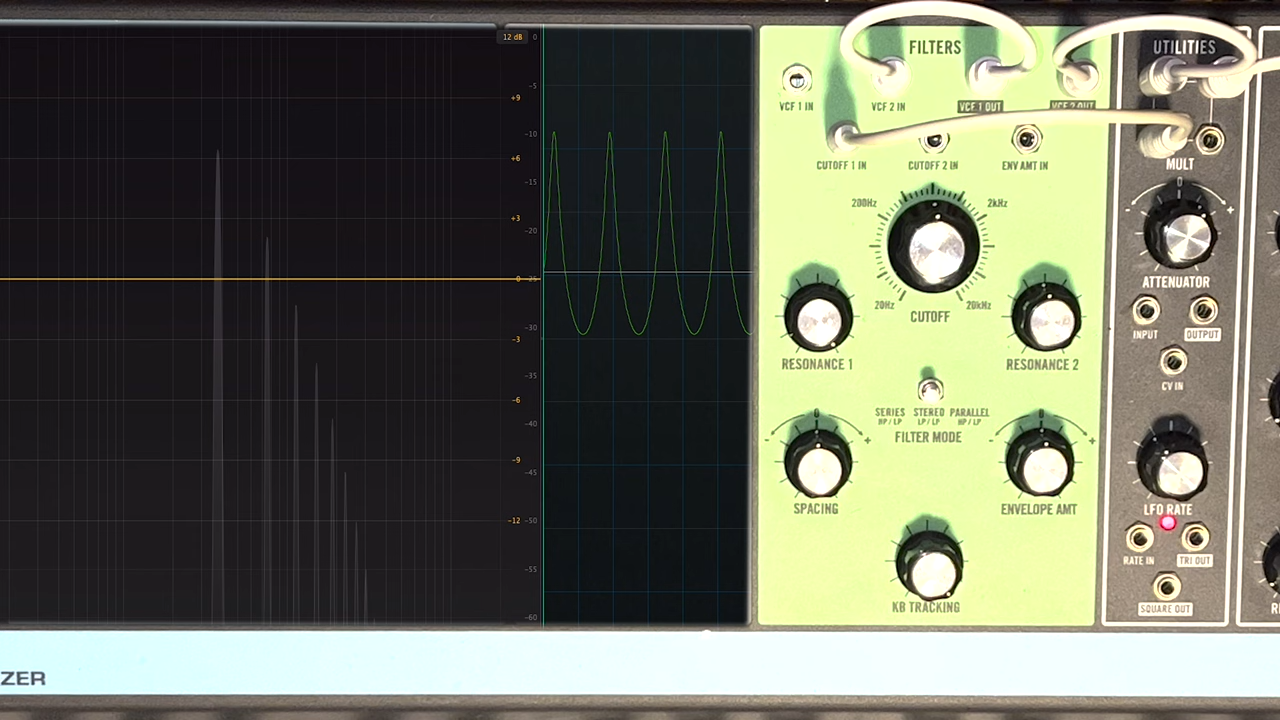 12 dB
0
-5
+9
-10
+6
-15
+3
-20
0
-25
-30
-3
-35
-6
-40
-9
-45
-12
-50
-55
-60
FILTERS
VCF 1 IN
VCF 2 IN
VCF 1 OUT
VCF 2 OUT
CUTOFF 1 IN
CUTOFF 2 IN
ENV AMT IN
200Hz
2kHz
20Hz
20kHz
CUTOFF
RESONANCE 1
RESONANCE 2
SERIES
HP / LP
STEREO
LP / LP
PARALLEL
HP / LP
FILTER MODE
- 0 +
SPACING
- 0 +
ENVELOPE AMT
KB TRACKING
UTILITIES
MULT
- 0 +
ATTENUATOR
INPUT
OUTPUT
CV IN
LFO RATE
RATE IN
TRI OUT
SQUARE OUT
ZER